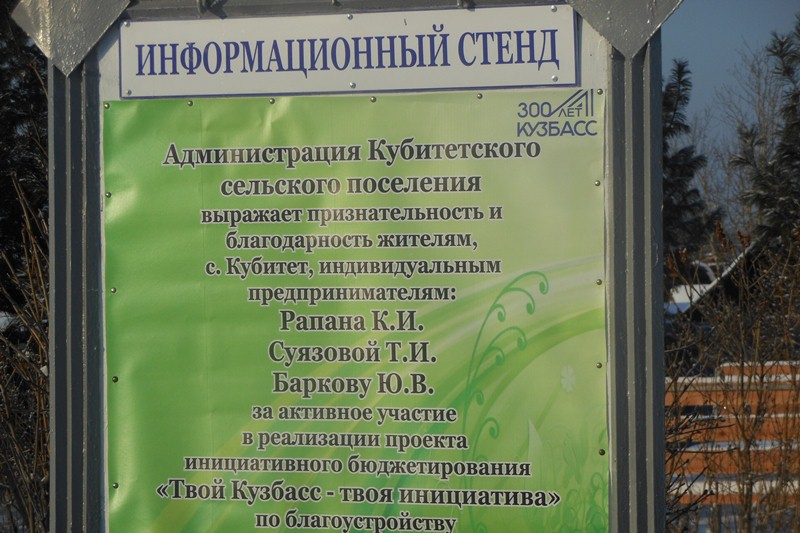 ИНФОРМАЦИОННЫЙ СТЕНД
300 ЛЕТ
КУЗБАСС
Администрация Кубитетского
сельского поселения
выражает признательность и
благодарность жителям,
с. Кубитет, индивидуальным
предпринимателям:
Рапана К.И.
Суязовой Т.И.
Баркову Ю.В.
за активное участие
в реализации проекта
инициативного бюджетирования
«Твой Кузбасс - твоя инициатива»
по благоустройству